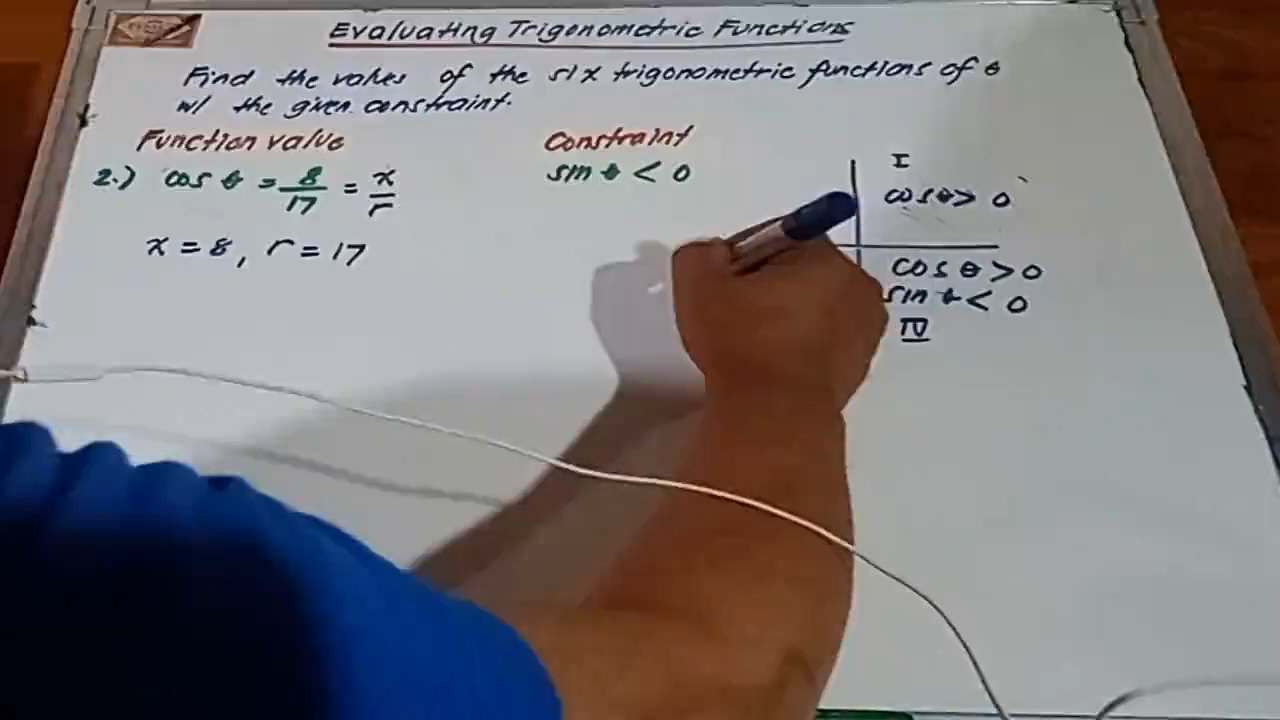 Evaluating Trigonometric Functions
Find the values of the six trigonometric functions of θ
w/ the given constraint.
Function value
Constraint
2.) cos θ = 8/17 = x/r
sin θ < 0
x = 8, r = 17
I
cos θ > 0
cos θ > 0
sin θ < 0
IV